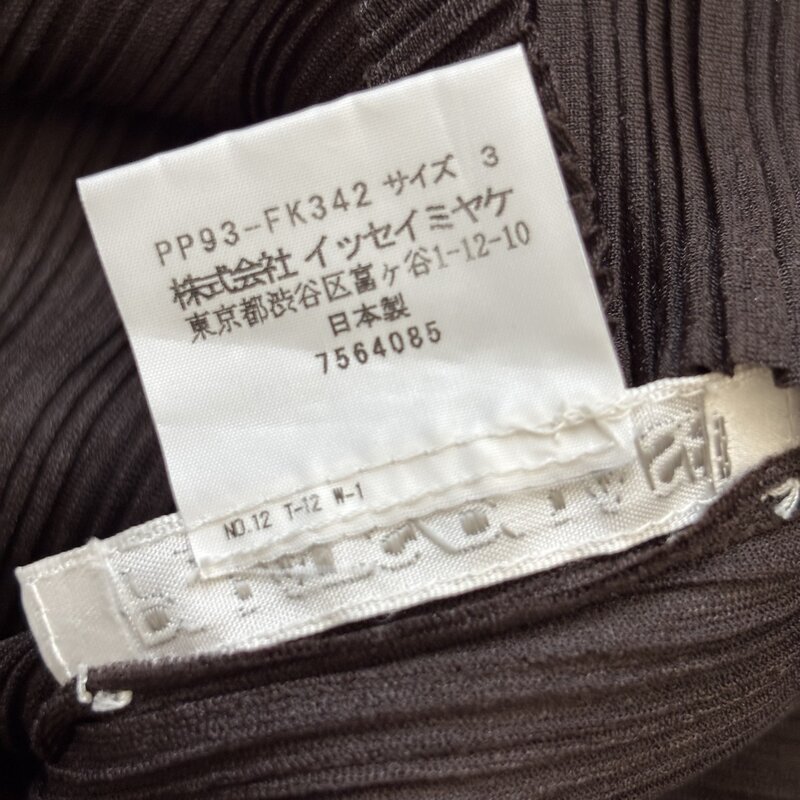 PP93-FK342 サイズ 3
株式会社 イッセイミヤケ
東京都渋谷区富ヶ谷1-12-10
日本製
7564085
NO.12 T-12 W-1